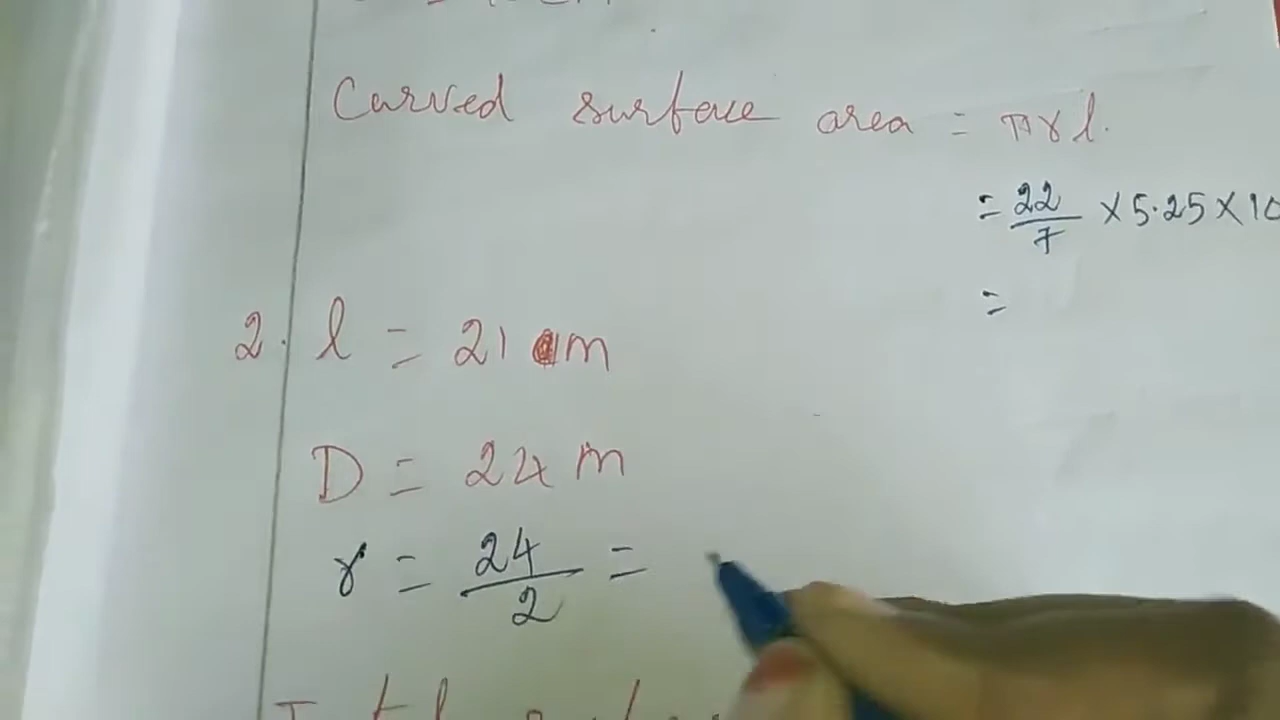 Curved surface area = πrl.
= 22/7 × 5.25 × 10
=
2. l = 21 m
D = 24 m
r = 24/2 =